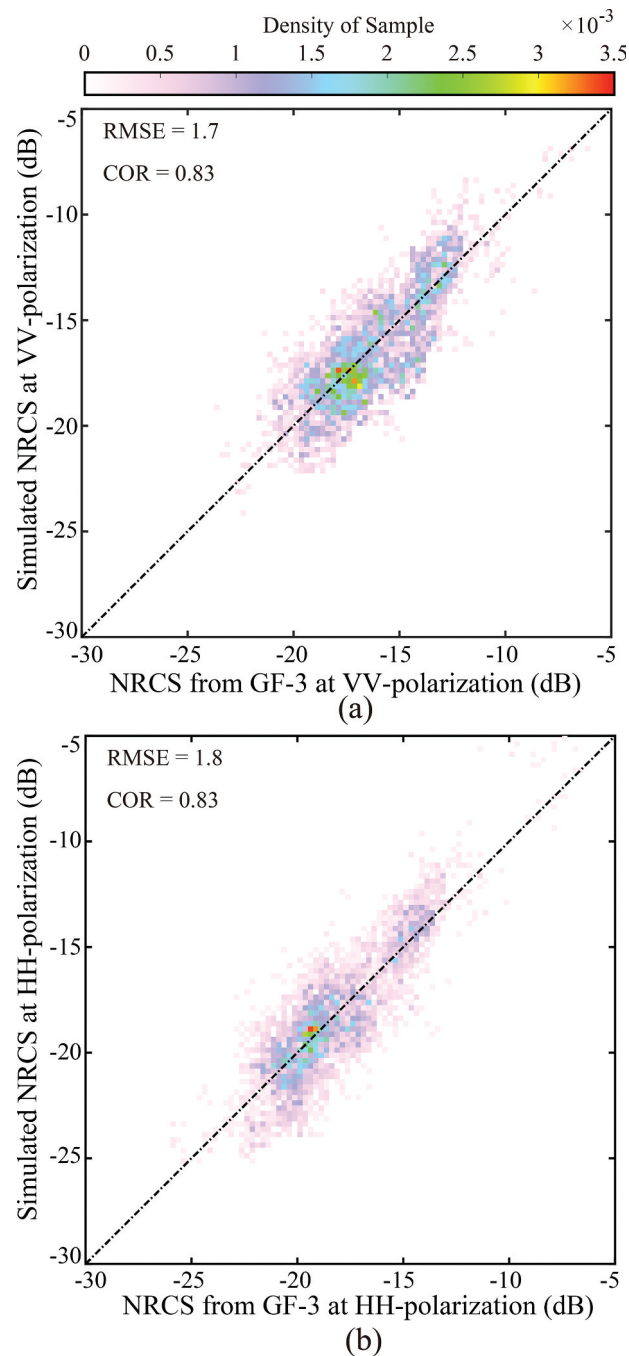 Density of Sample ×10⁻³
0 0.5 1 1.5 2 2.5 3 3.5
RMSE = 1.7
COR = 0.83
Simulated NRCS at VV-polarization (dB)
-5
-10
-15
-20
-25
-30
-30 -25 -20 -15 -10 -5
NRCS from GF-3 at VV-polarization (dB)
(a)
RMSE = 1.8
COR = 0.83
Simulated NRCS at HH-polarization (dB)
-5
-10
-15
-20
-25
-30
-30 -20 -15 -10 -5
NRCS from GF-3 at HH-polarization (dB)
(b)